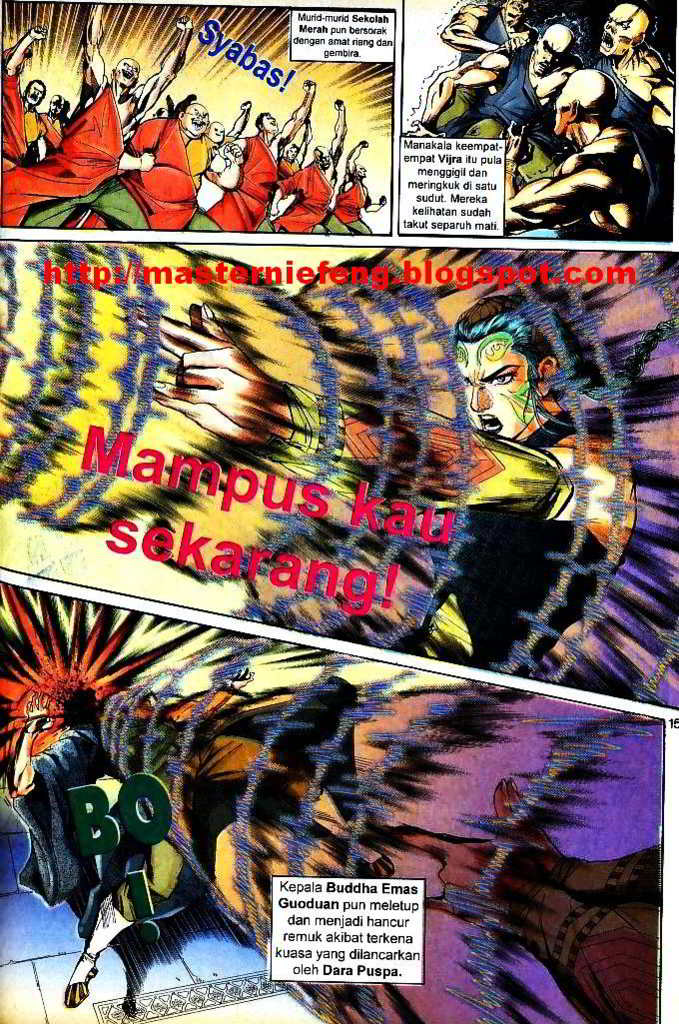 Murid-murid Sekolah
Merah pun bersorak
dengan amat riang dan
gembira.
Syabas!
Manakala keempat-
empat Vijra itu pula
menggigil dan
meringkuk di satu
sudut. Mereka
kelihatan sudah
takut separuh mati.
http://masterniefeng.blogspot.com
Mampus kau
sekarang!
BO
!
Kepala Buddha Emas
Guoduan pun meletup
dan menjadi hancur
remuk akibat terkena
kuasa yang dilancarkan
oleh Dara Puspa.